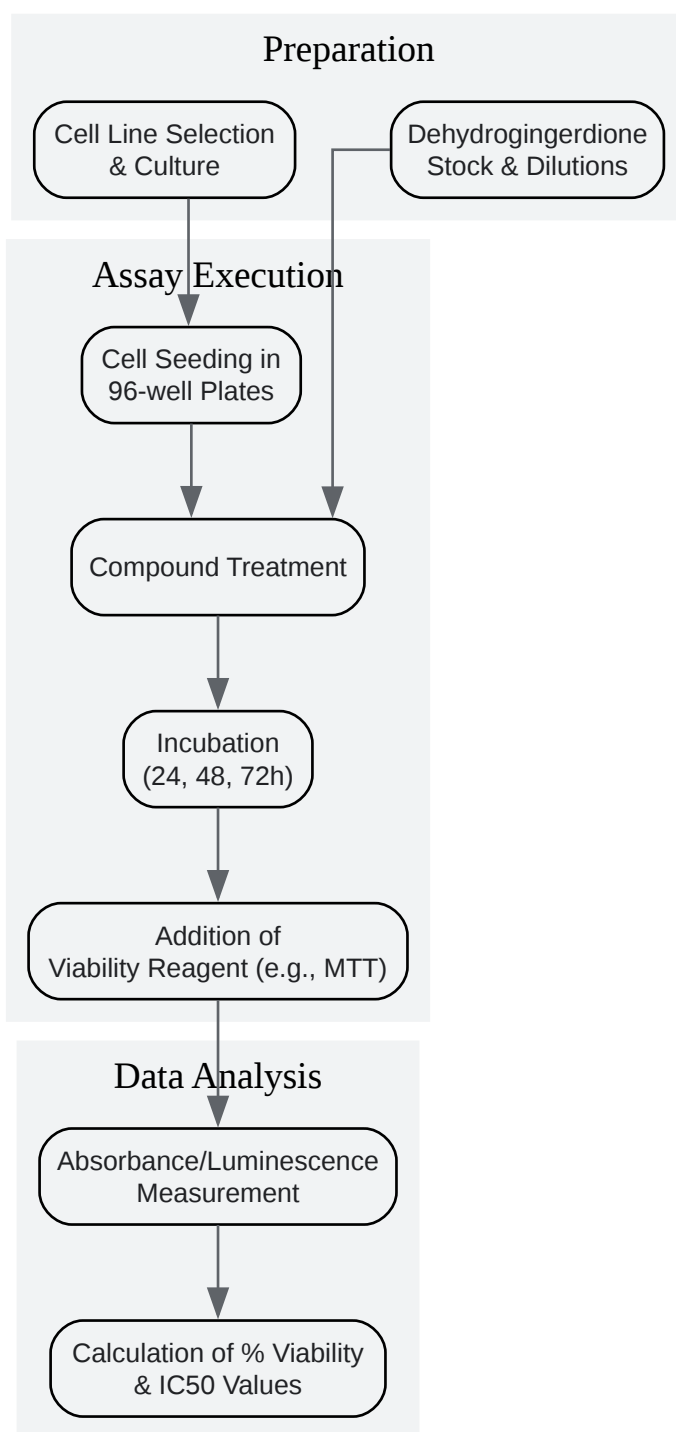 Preparation
Cell Line Selection
& Culture
Dehydrogingerdione
Stock & Dilutions
Assay Execution
Cell Seeding in
96-well Plates
Compound Treatment
Incubation
(24, 48, 72h)
Addition of
Viability Reagent (e.g., MTT)
Data Analysis
Absorbance/Luminescence
Measurement
Calculation of % Viability
& IC50 Values